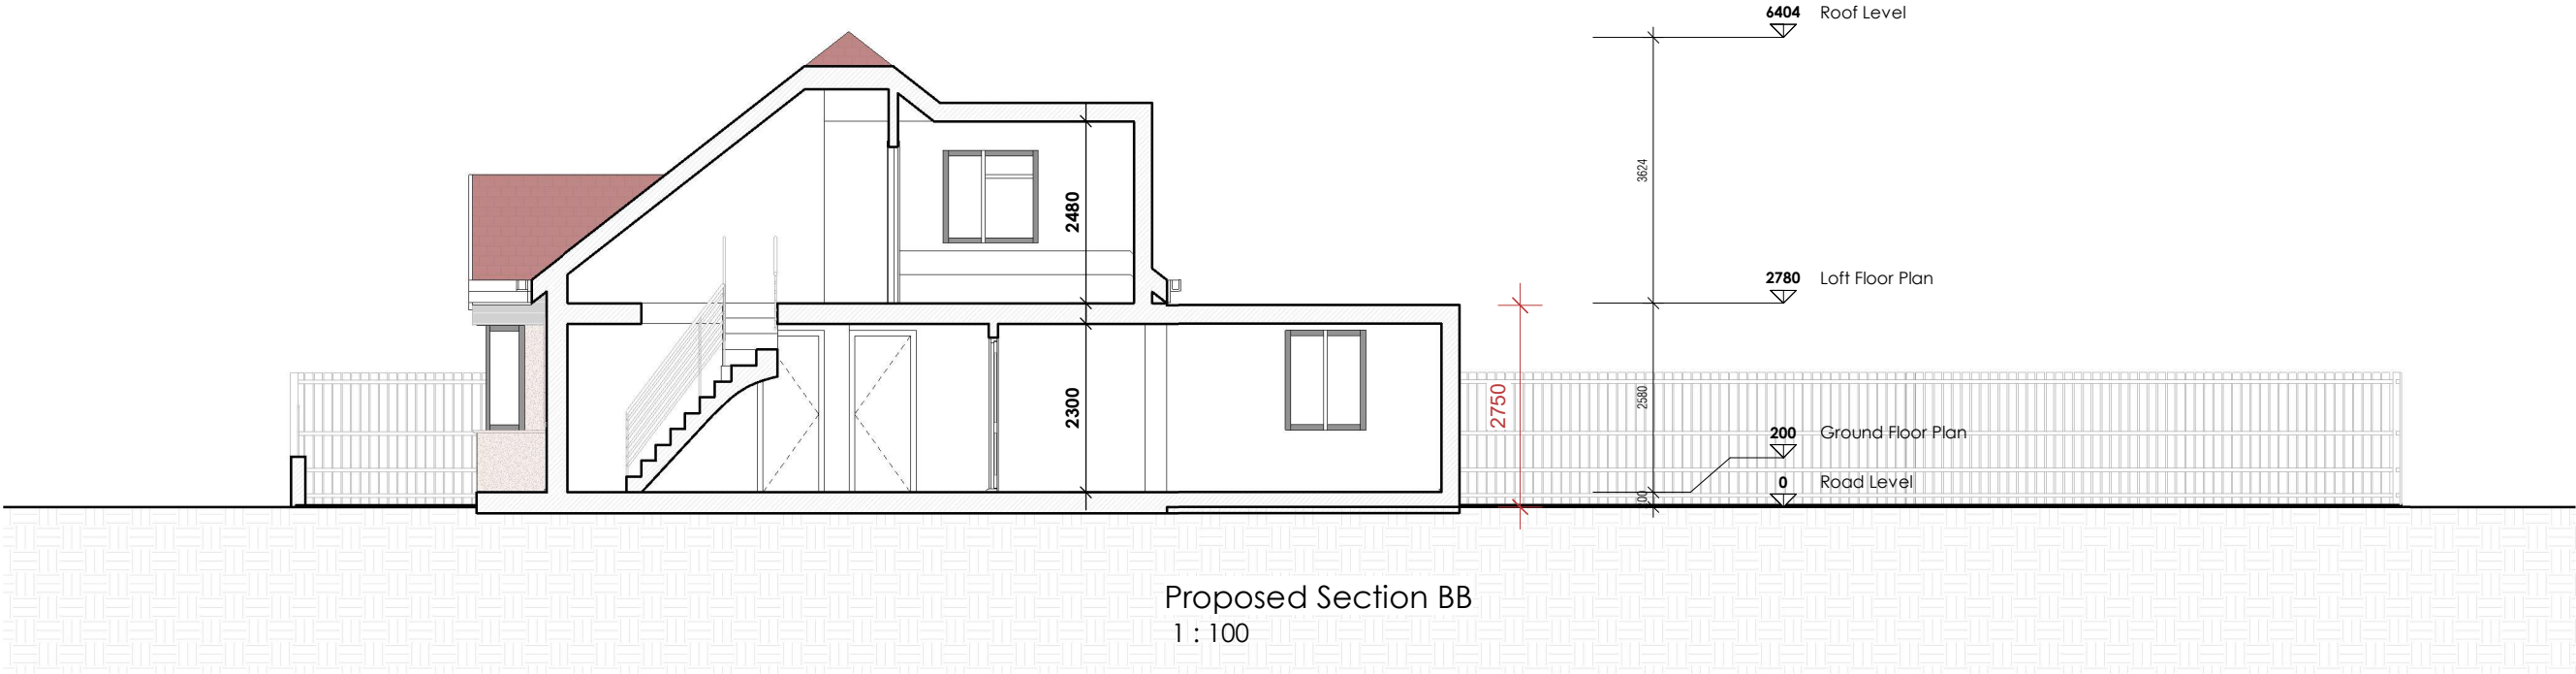 6404 Roof Level
3624
2480
2780 Loft Floor Plan
2750
2580
2300
200 Ground Floor Plan
0 Road Level
Proposed Section BB
1 : 100